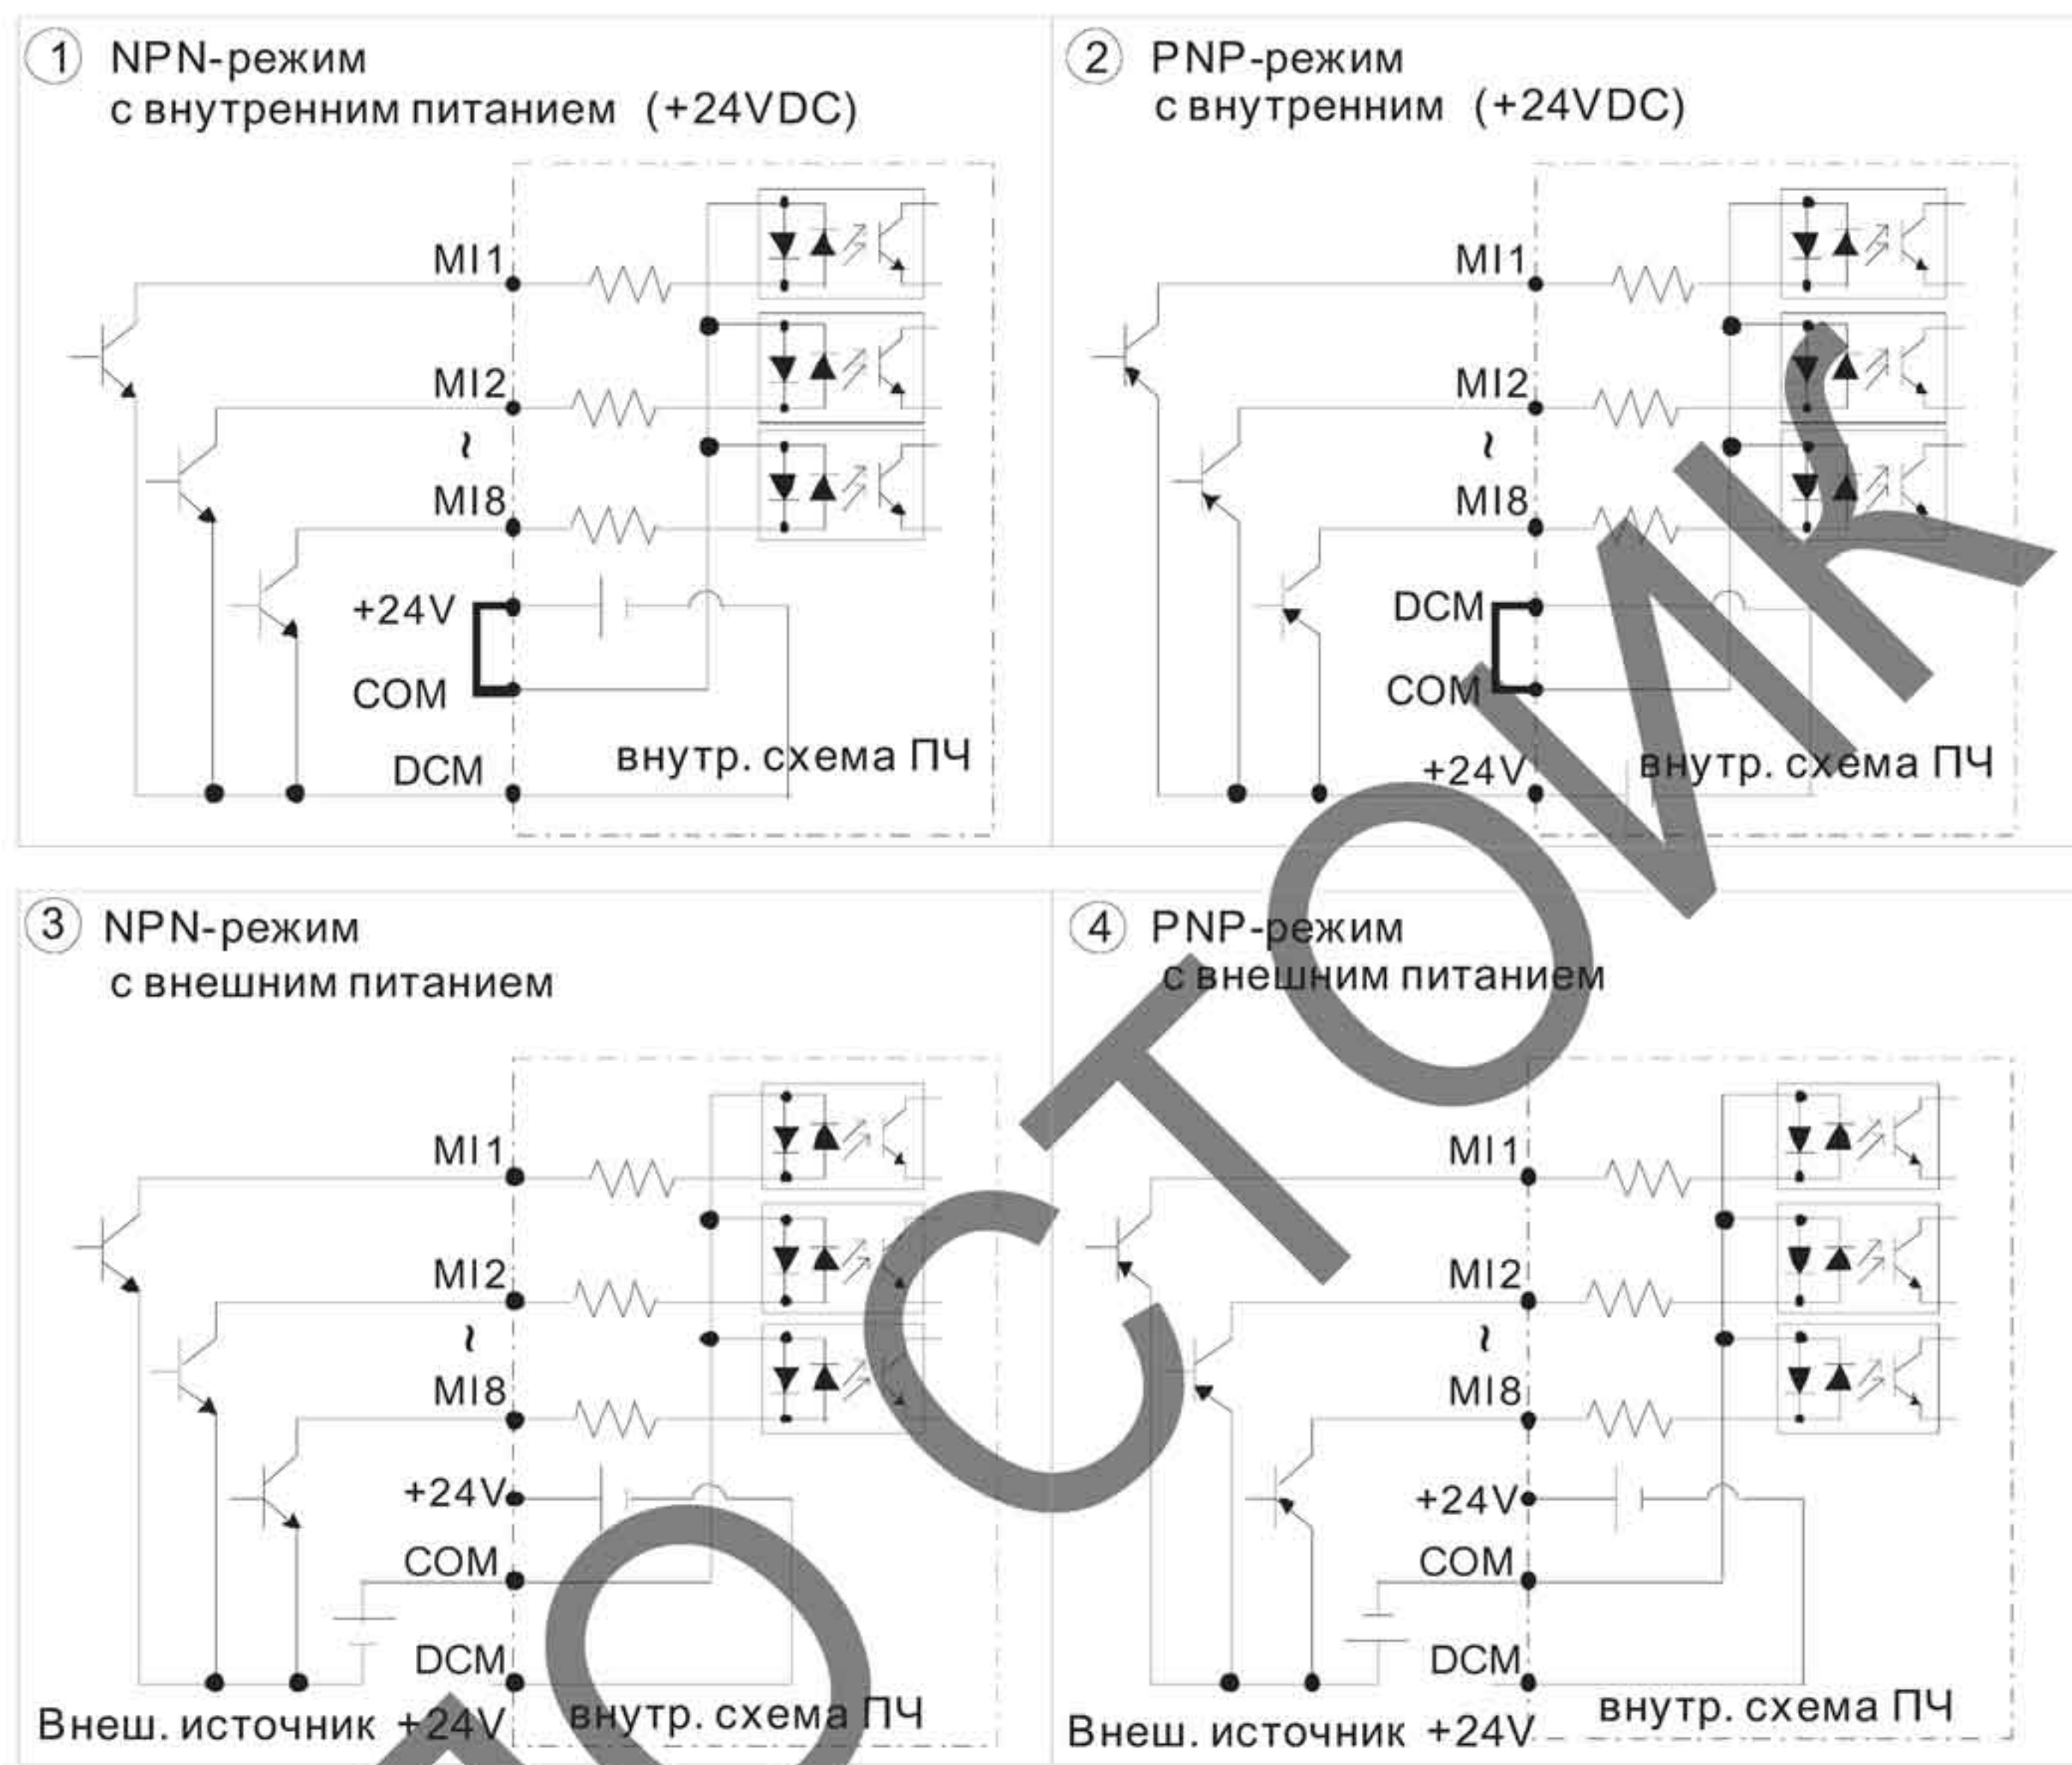 1 NPN-режим
с внутренним питанием (+24VDC)
MI1
MI2
~
MI8
+24V
COM
DCM
внутр. схема ПЧ
2 PNP-режим
с внутренним (+24VDC)
MI1
MI2
~
MI8
DCM
COM
+24V
внутр. схема ПЧ
3 NPN-режим
с внешним питанием
MI1
MI2
~
MI8
+24V
COM
DCM
Внеш. источник +24V
внутр. схема ПЧ
4 PNP-режим
с внешним питанием
MI1
MI2
~
MI8
+24V
COM
DCM
Внеш. источник +24V
внутр. схема ПЧ